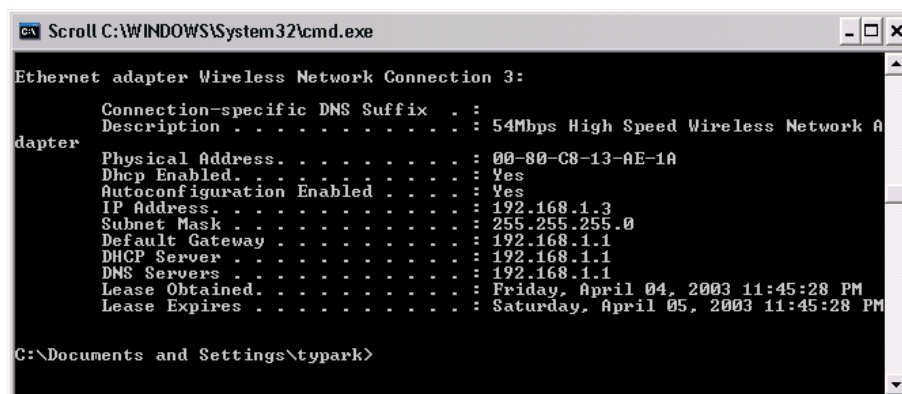 Scroll C:\WINDOWS\System32\cmd.exe
Ethernet adapter Wireless Network Connection 3:
Connection-specific DNS Suffix . :
Description . . . . . . . . . . . : 54Mbps High Speed Wireless Network A
dapter
Physical Address. . . . . . . . . : 00-80-C8-13-AE-1A
Dhcp Enabled. . . . . . . . . . . : Yes
Autoconfiguration Enabled . . . . : Yes
IP Address. . . . . . . . . . . . : 192.168.1.3
Subnet Mask . . . . . . . . . . . : 255.255.255.0
Default Gateway . . . . . . . . . : 192.168.1.1
DHCP Server . . . . . . . . . . . : 192.168.1.1
DNS Servers . . . . . . . . . . . : 192.168.1.1
Lease Obtained. . . . . . . . . . : Friday, April 04, 2003 11:45:28 PM
Lease Expires . . . . . . . . . . : Saturday, April 05, 2003 11:45:28 PM
C:\Documents and Settings\typark>